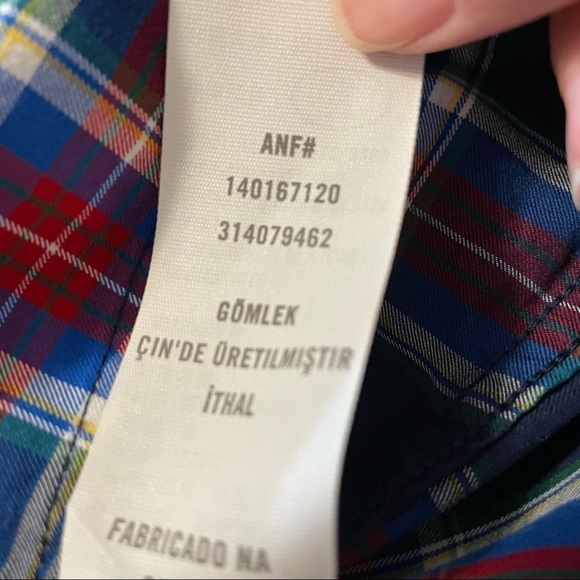 ANF#
140167120
314079462
GÖMLEK
ÇIN'DE ÜRETILMIŞTIR
İTHAL
FABRICADO NA